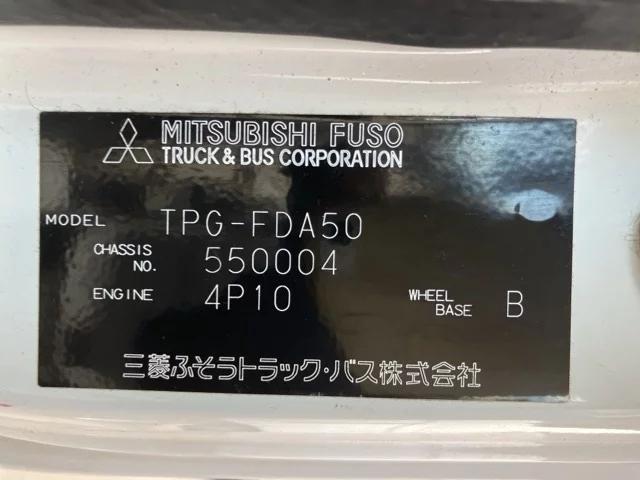 MITSUBISHI FUSO
TRUCK & BUS CORPORATION
MODEL TPG-FDA50
CHASSIS NO. 550004
ENGINE 4P10 WHEEL BASE B
三菱ふそうトラック・バス株式会社